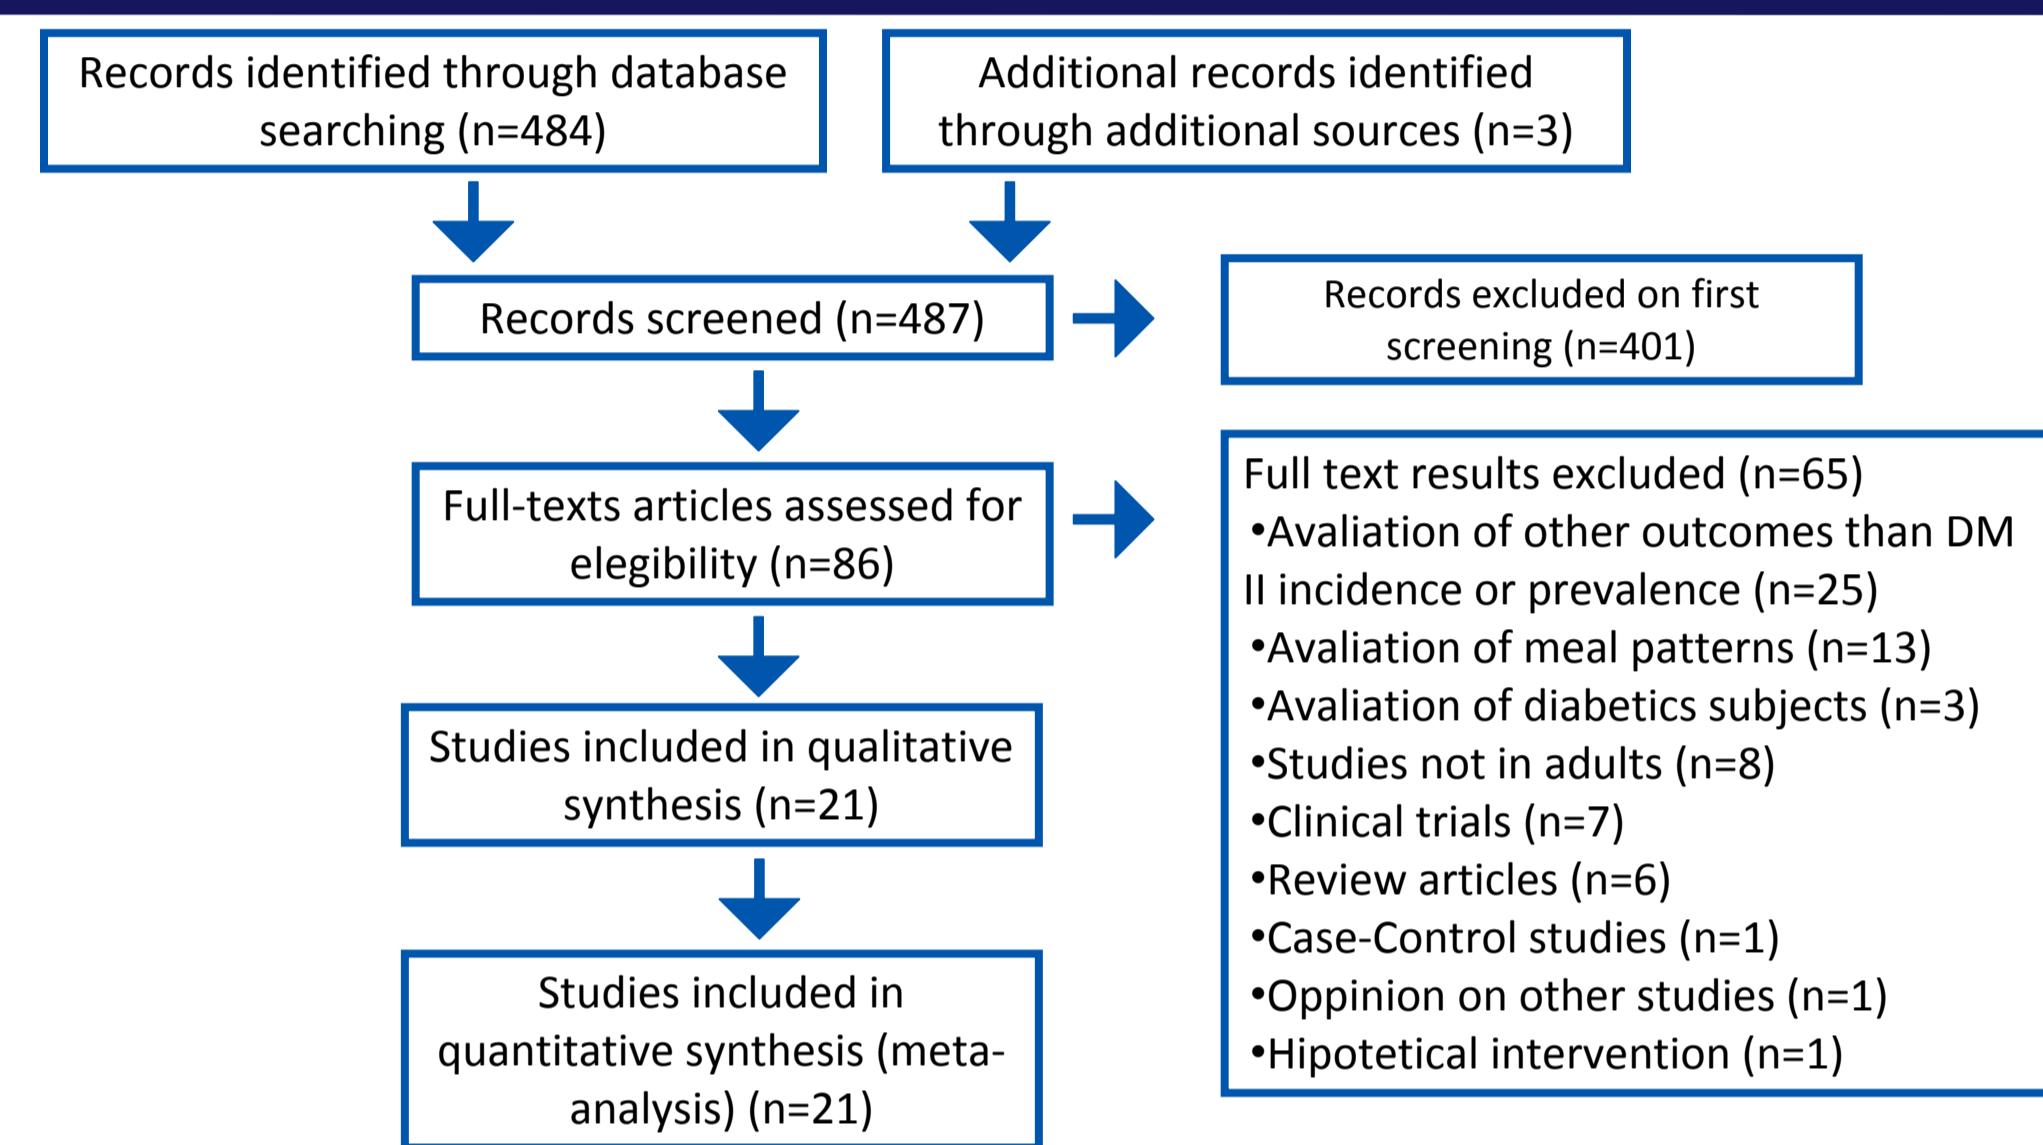 Records identified through database
searching (n=484)
Additional records identified
through additional sources (n=3)
Records screened (n=487)
Records excluded on first
screening (n=401)
Full-texts articles assessed for
elegibility (n=86)
Full text results excluded (n=65)
•Avaliation of other outcomes than DM
II incidence or prevalence (n=25)
•Avaliation of meal patterns (n=13)
•Avaliation of diabetics subjects (n=3)
•Studies not in adults (n=8)
•Clinical trials (n=7)
•Review articles (n=6)
•Case-Control studies (n=1)
•Oppinion on other studies (n=1)
•Hipotetical intervention (n=1)
Studies included in qualitative
synthesis (n=21)
Studies included in
quantitative synthesis (meta-
analysis) (n=21)